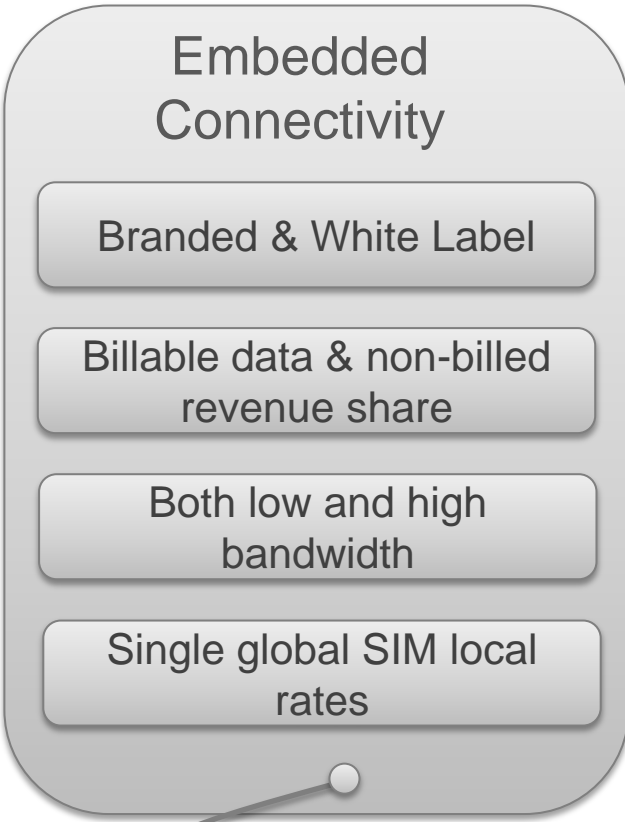 Embedded
Connectivity
Branded & White Label
Billable data & non-billed
revenue share
Both low and high
bandwidth
Single global SIM local
rates